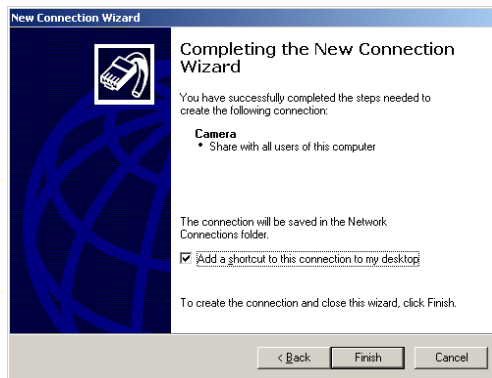 New Connection Wizard
Completing the New Connection
Wizard
You have successfully completed the steps needed to
create the following connection:
Camera
• Share with all users of this computer
The connection will be saved in the Network
Connections folder.
Add a shortcut to this connection to my desktop
To create the connection and close this wizard, click Finish.
< Back Finish Cancel